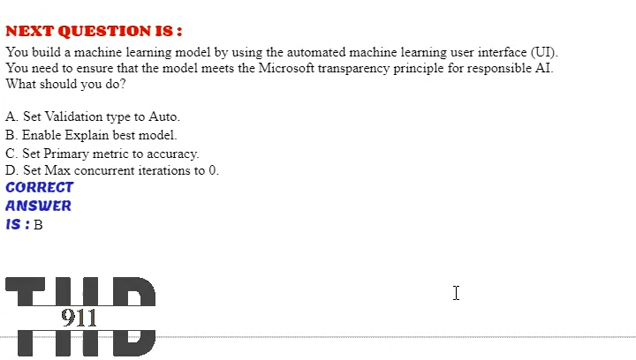 NEXT QUESTION IS :
You build a machine learning model by using the automated machine learning user interface (UI).
You need to ensure that the model meets the Microsoft transparency principle for responsible AI.
What should you do?
A. Set Validation type to Auto.
B. Enable Explain best model.
C. Set Primary metric to accuracy.
D. Set Max concurrent iterations to 0.
CORRECT
ANSWER
IS : B
THD
911